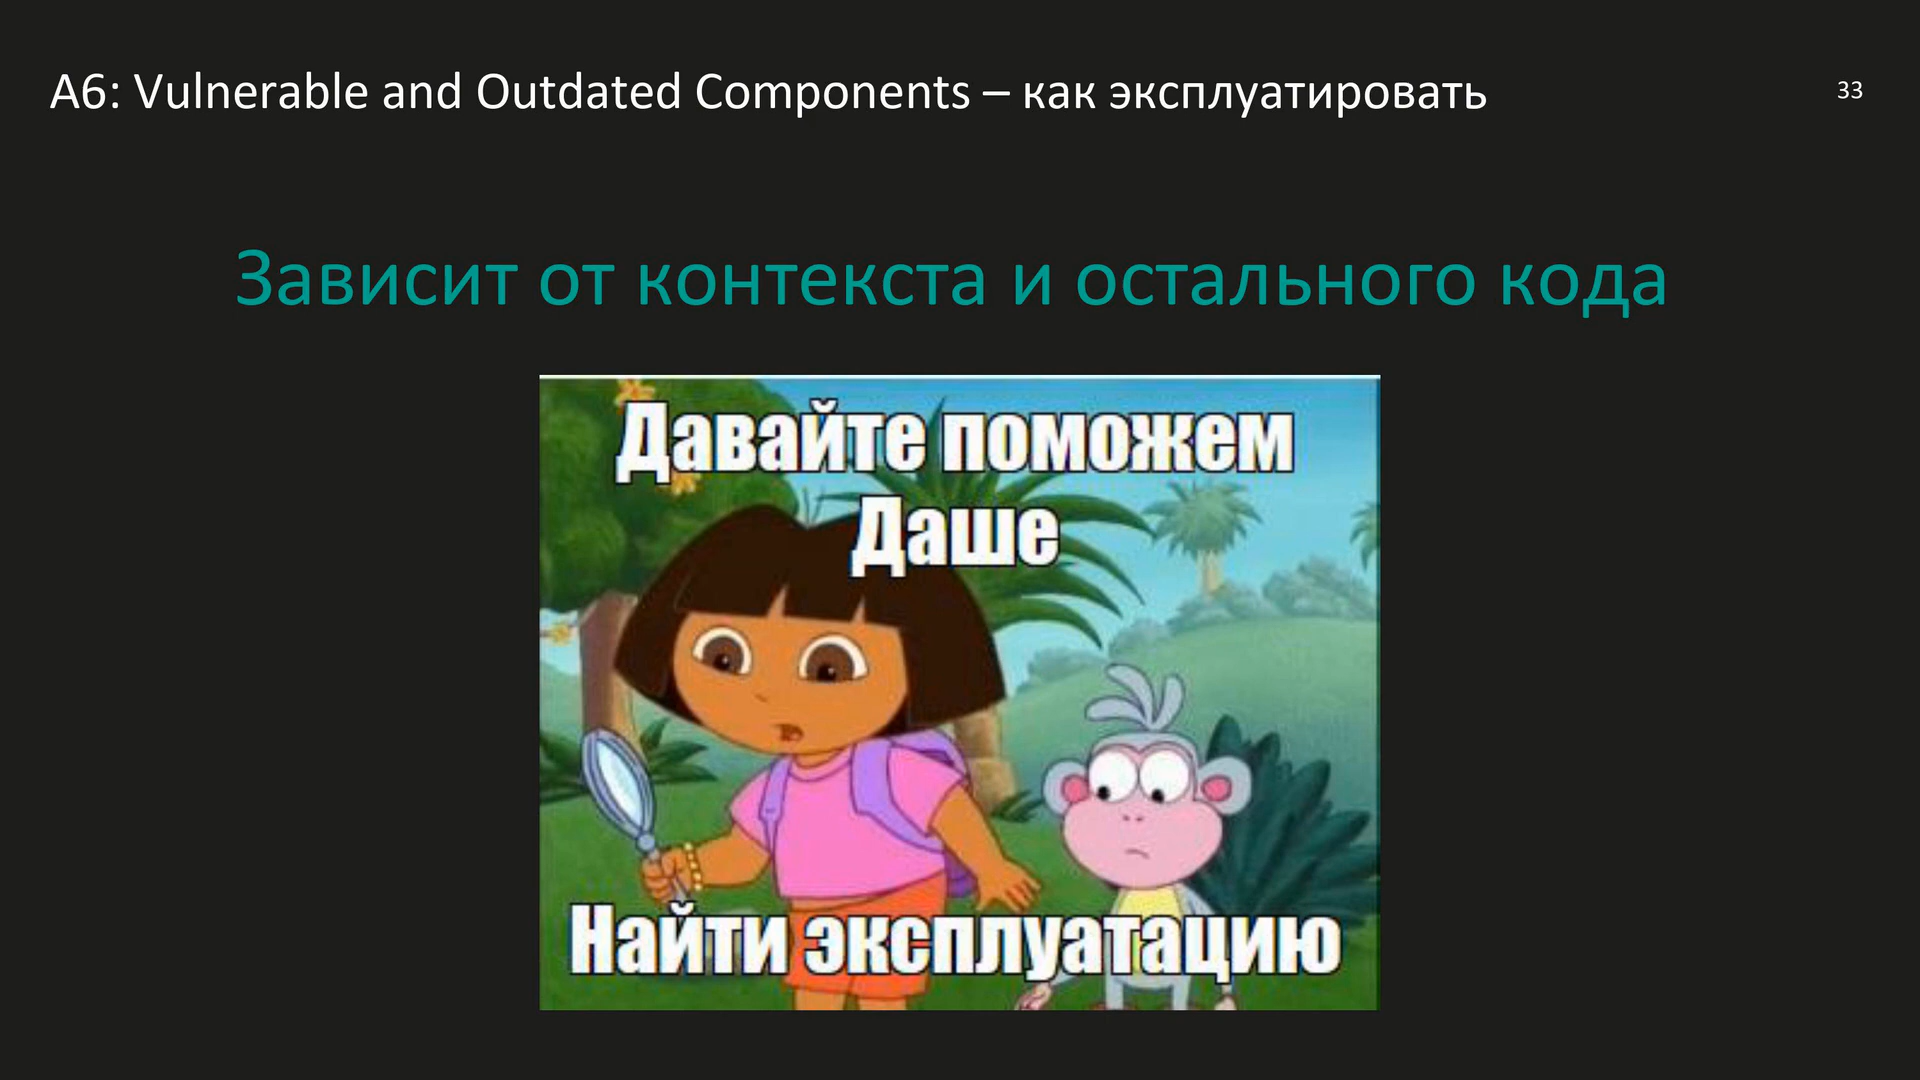 A6: Vulnerable and Outdated Components – как эксплуатировать
33
Зависит от контекста и остального кода
Давайте поможем
Даше
Найти эксплуатацию